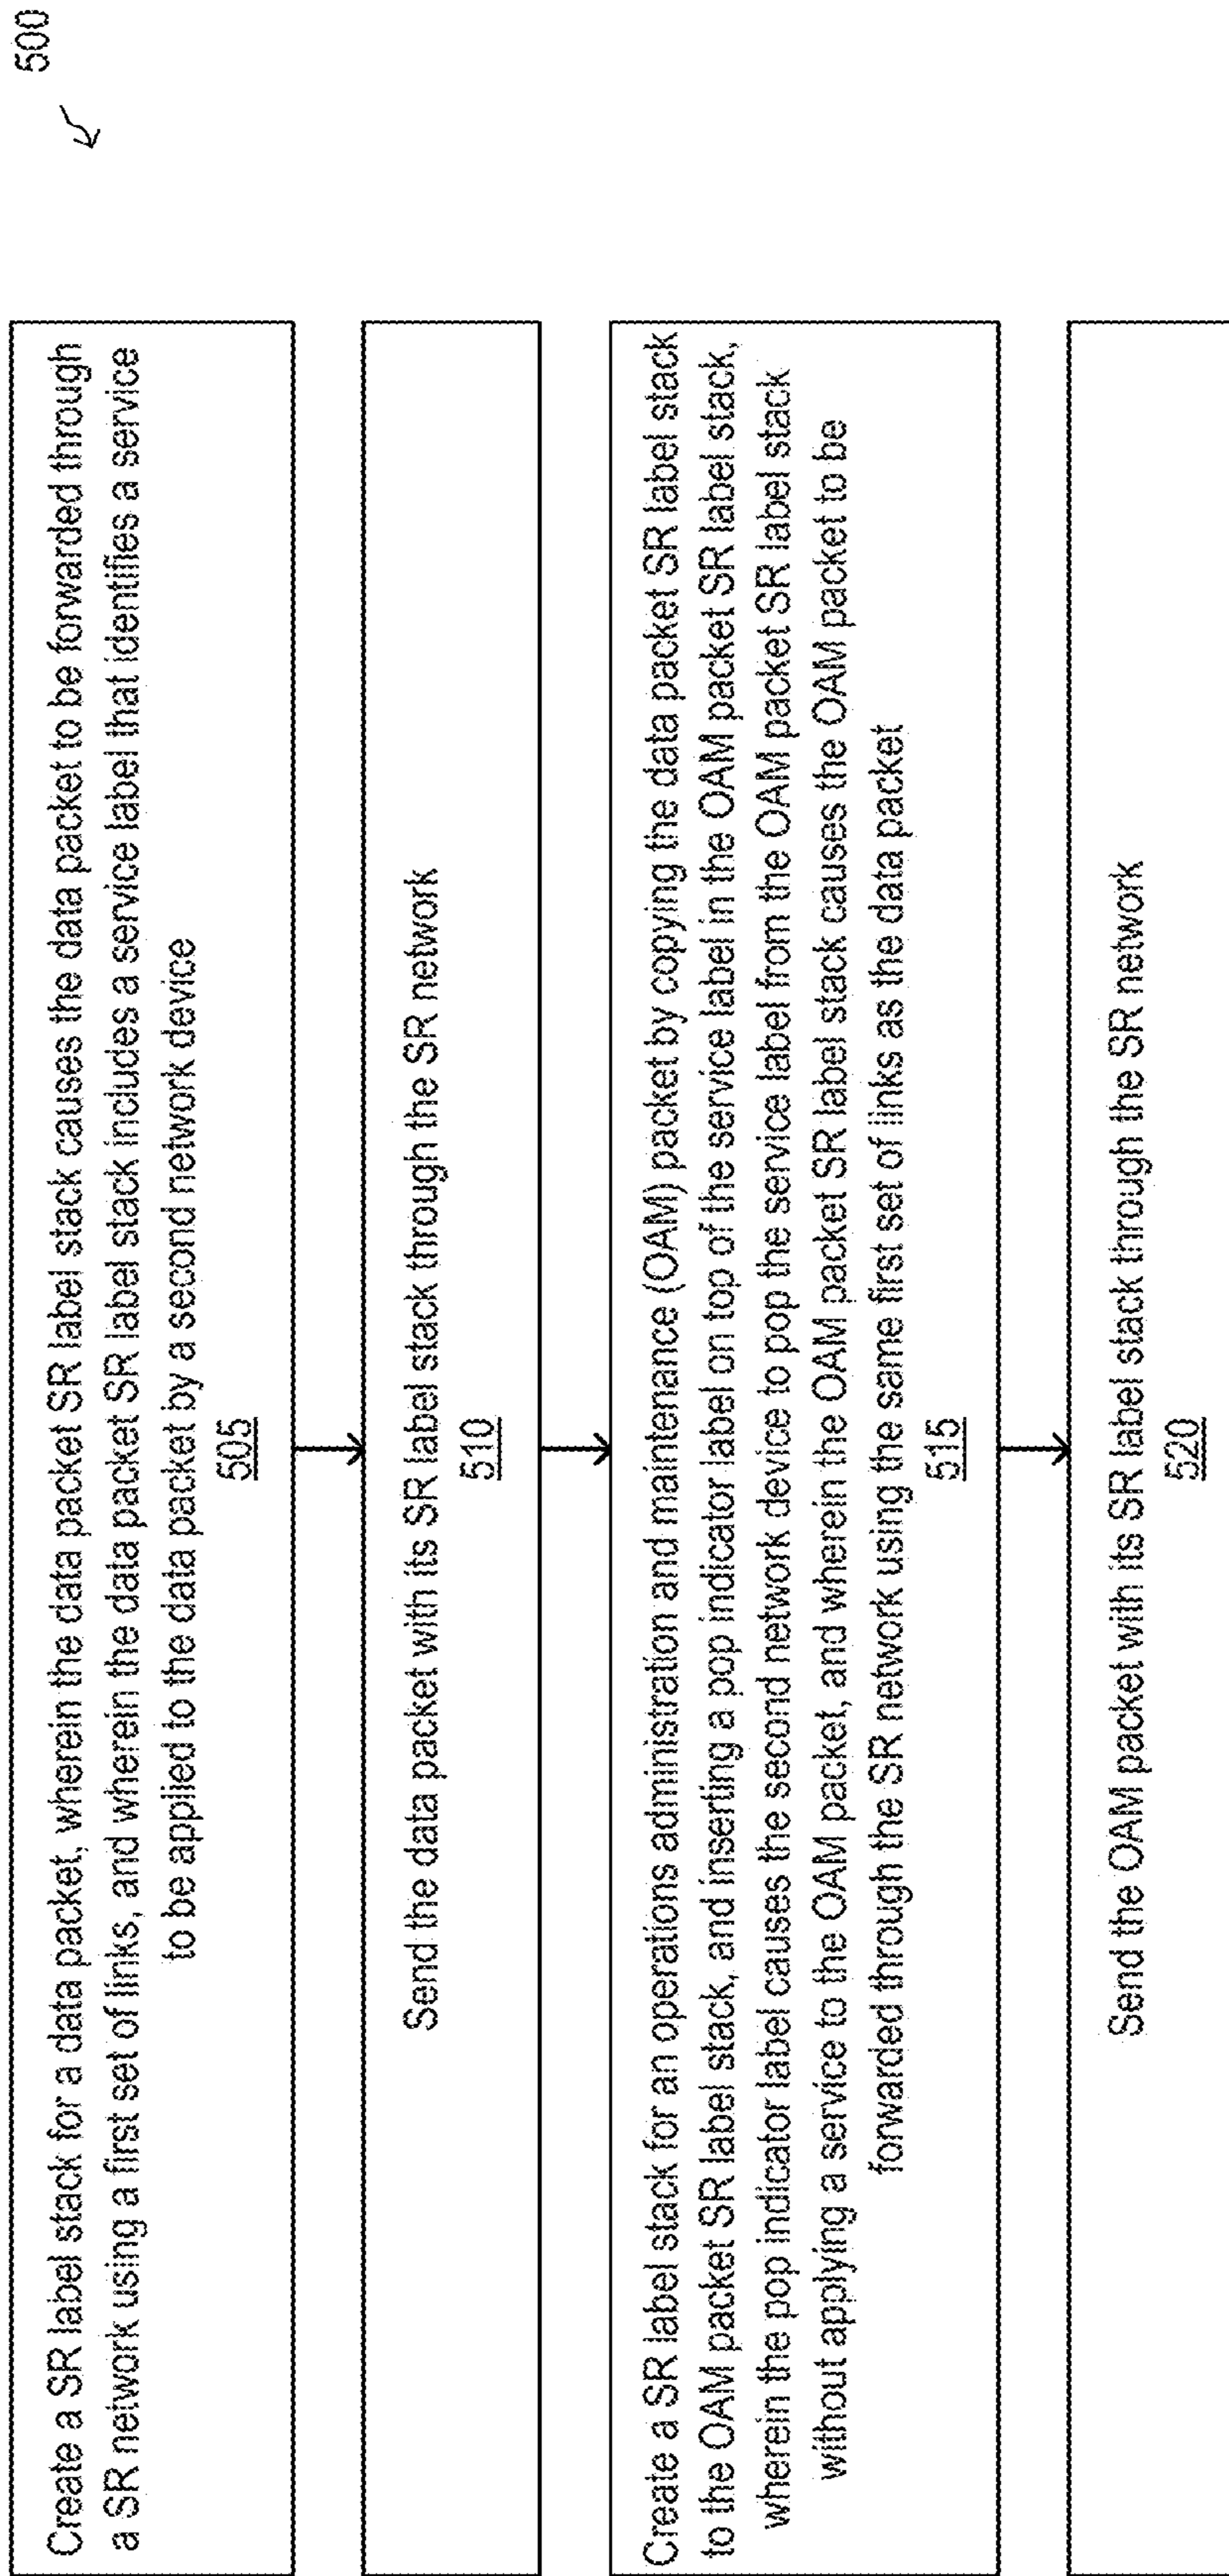 500
Create a SR label stack for a data packet, wherein the data packet SR label stack causes the data packet to be forwarded through
a SR network using a first set of links, and wherein the data packet SR label stack includes a service label that identifies a service
to be applied to the data packet by a second network device
505
Send the data packet with its SR label stack through the SR network
510
Create a SR label stack for an operations administration and maintenance (OAM) packet by copying the data packet SR label stack
to the OAM packet SR label stack, and inserting a pop indicator label on top of the service label in the OAM packet SR label stack,
wherein the pop indicator label causes the second network device to pop the service label from the OAM packet SR label stack
without applying a service to the OAM packet, and wherein the OAM packet SR label stack causes the OAM packet to be
forwarded through the SR network using the same first set of links as the data packet
515
Send the OAM packet with its SR label stack through the SR network
520